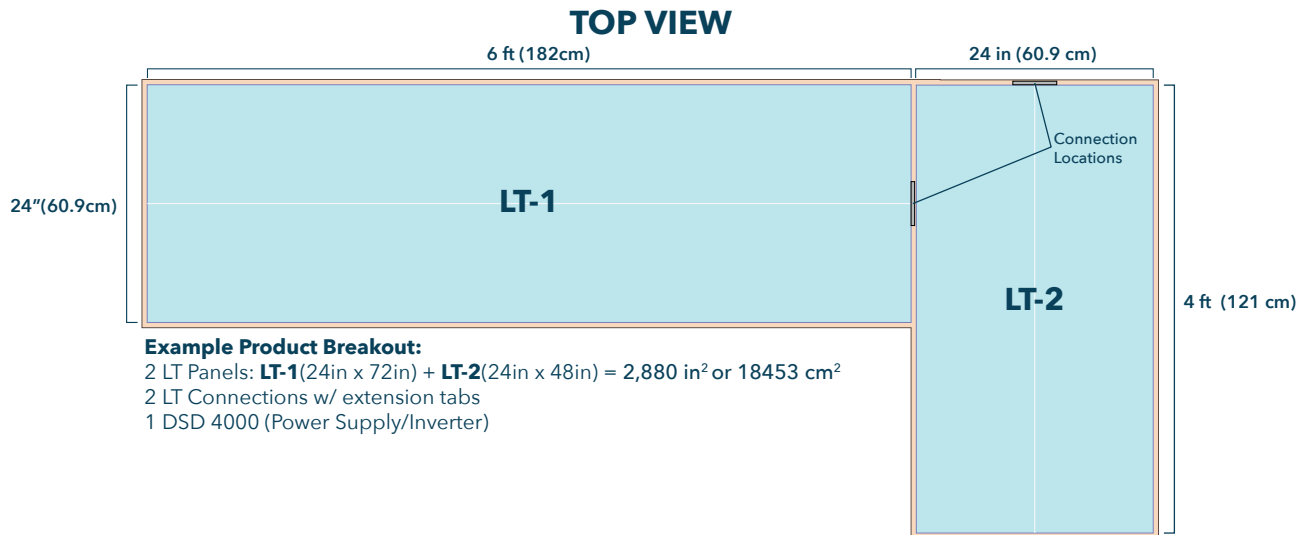 TOP VIEW
6 ft (182cm)
24 in (60.9 cm)
Connection
Locations
24”(60.9cm)
LT-1
LT-2
4 ft (121 cm)
Example Product Breakout:
2 LT Panels: LT-1(24in x 72in) + LT-2(24in x 48in) = 2,880 in² or 18453 cm²
2 LT Connections w/ extension tabs
1 DSD 4000 (Power Supply/Inverter)